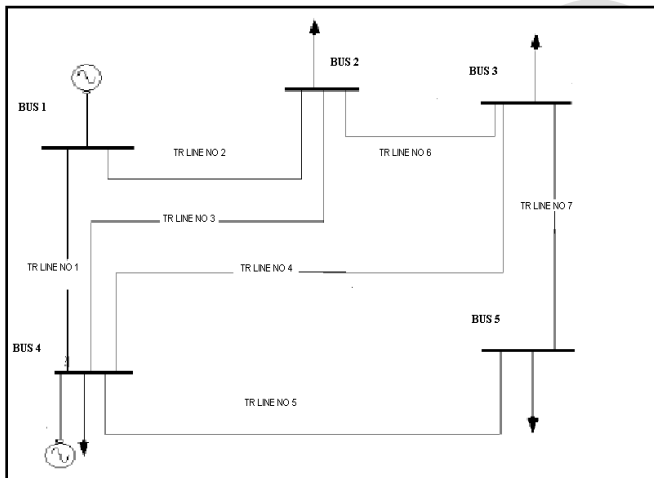 BUS 2
BUS 3
BUS 1
TR LINE NO 2
TR LINE NO 6
TR LINE NO 3
TR LINE NO 7
TR LINE NO 1
TR LINE NO 4
BUS 5
BUS 4
TR LINE NO 5